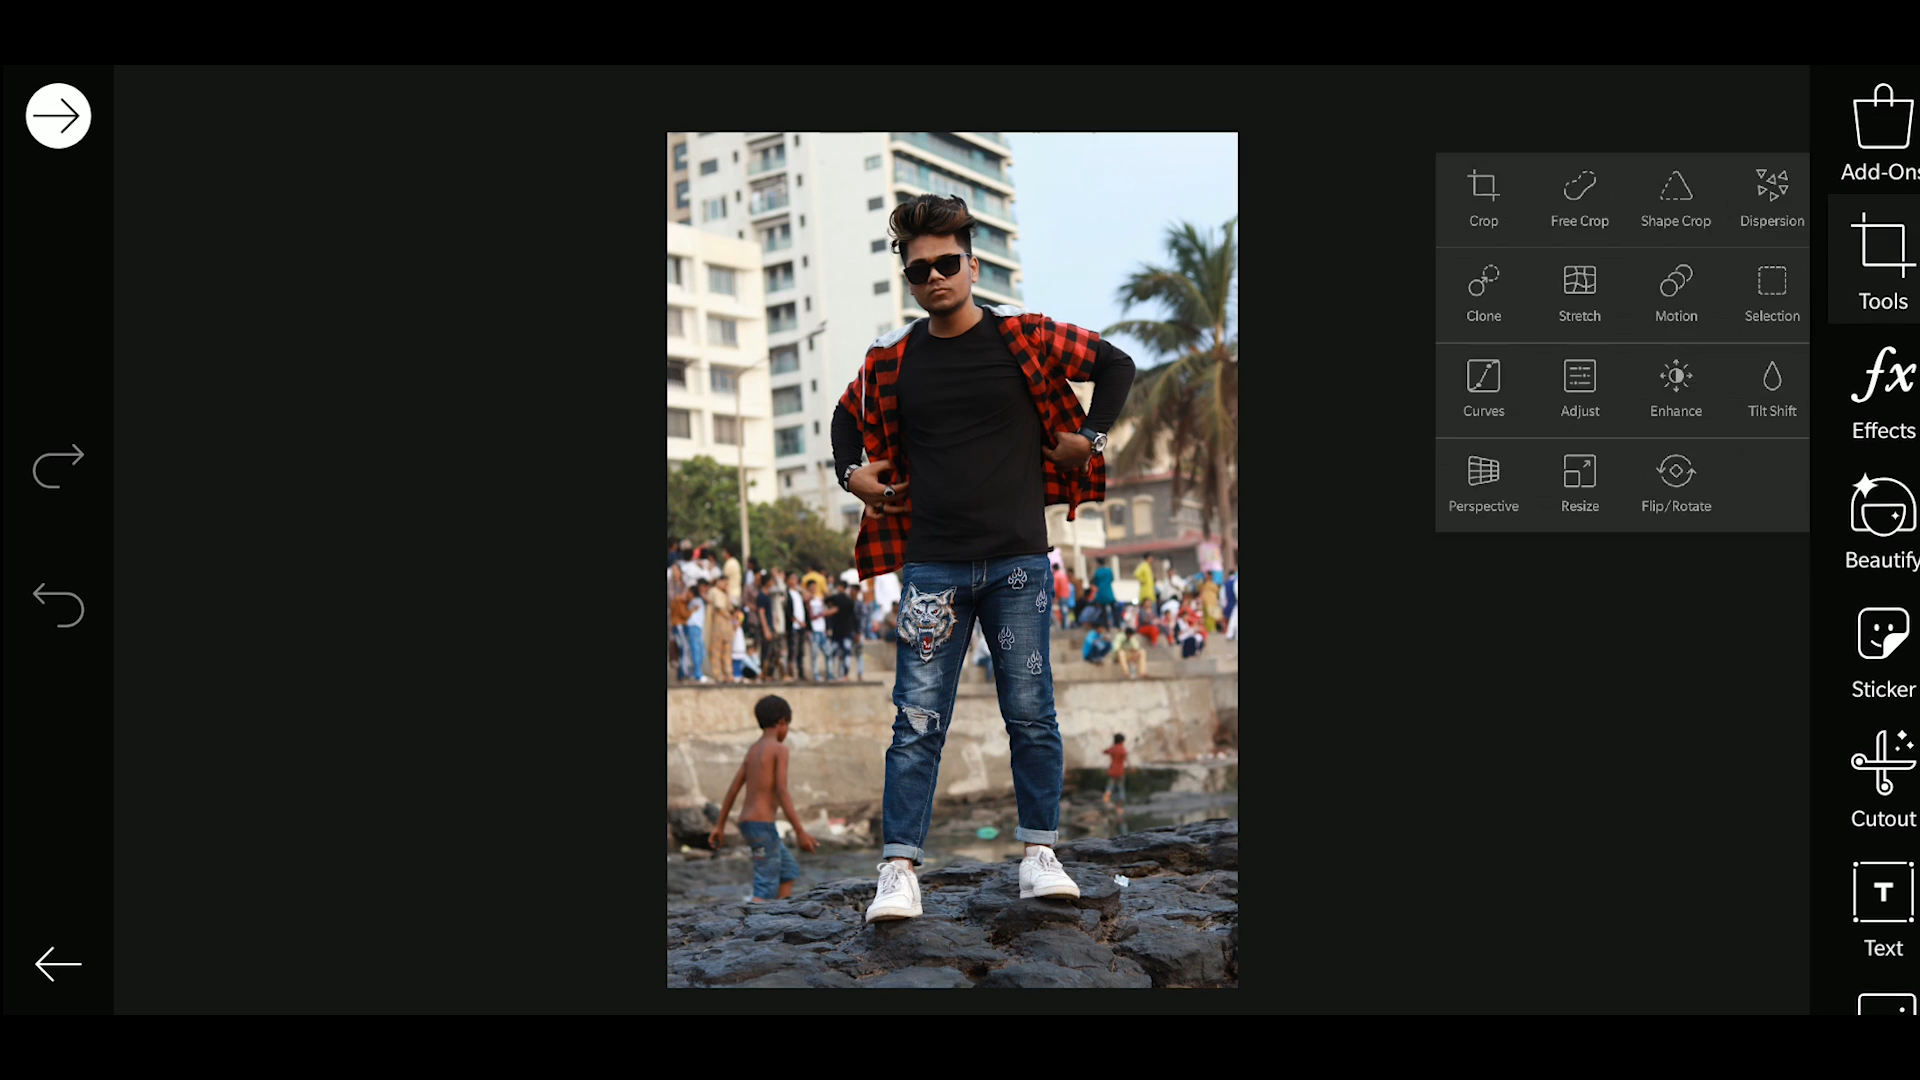 Crop
Free Crop
Shape Crop
Dispersion
Clone
Stretch
Motion
Selection
Curves
Adjust
Enhance
Tilt Shift
Perspective
Resize
Flip/Rotate
Add-Ons
Tools
fx
Effects
Beautify
Sticker
Cutout
T
Text